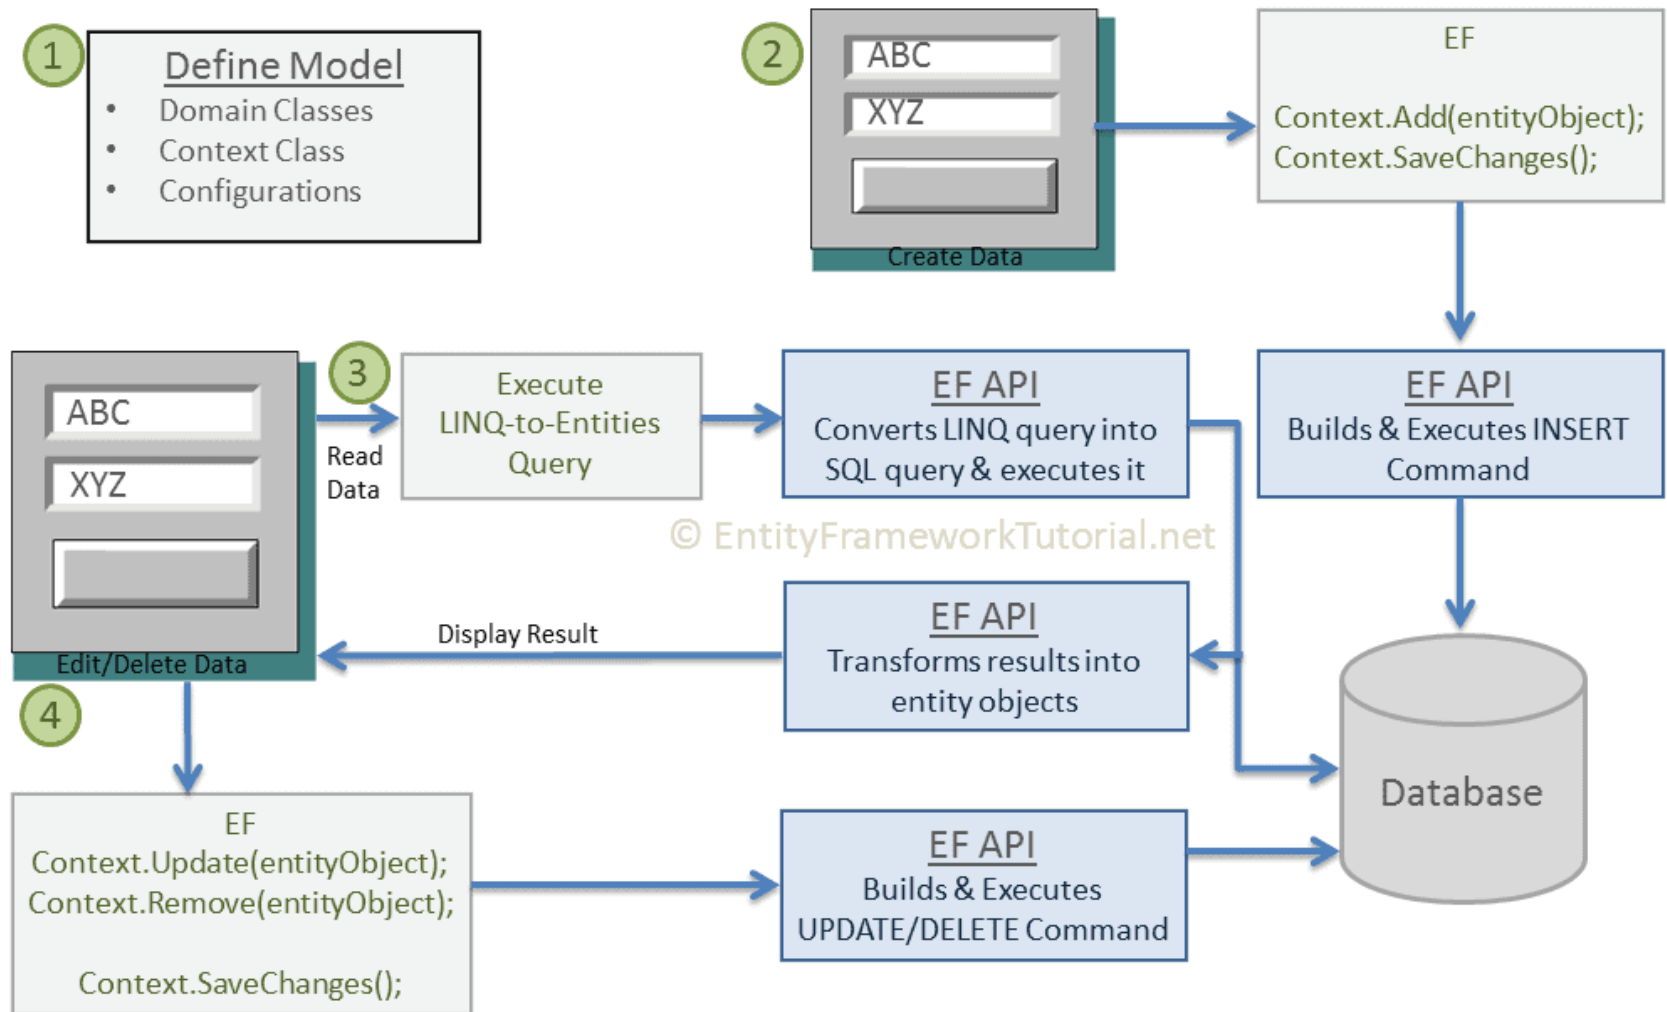 1
Define Model
• Domain Classes
• Context Class
• Configurations
2
ABC
XYZ
Create Data
EF
Context.Add(entityObject);
Context.SaveChanges();
ABC
XYZ
Edit/Delete Data
3
Read
Data
Execute
LINQ-to-Entities
Query
EF API
Converts LINQ query into
SQL query & executes it
EF API
Builds & Executes INSERT
Command
© EntityFrameworkTutorial.net
Display Result
EF API
Transforms results into
entity objects
Database
4
EF
Context.Update(entityObject);
Context.Remove(entityObject);
Context.SaveChanges();
EF API
Builds & Executes
UPDATE/DELETE Command